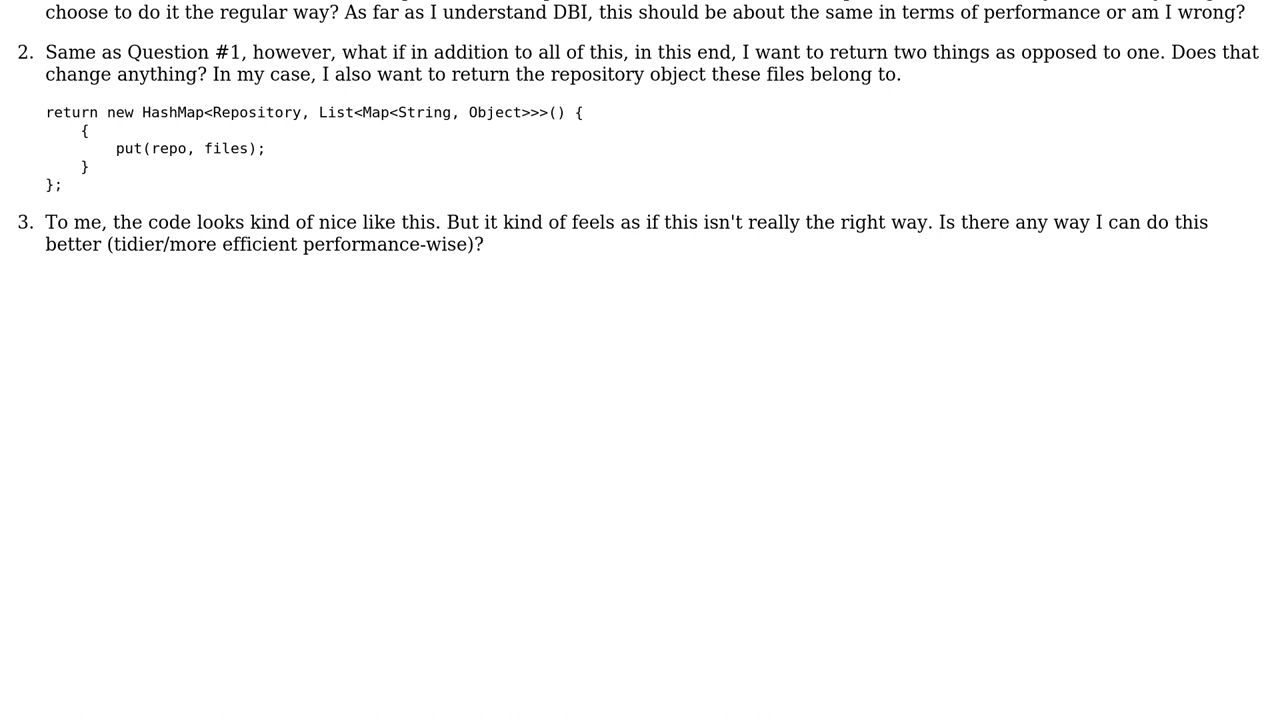 choose to do it the regular way? As far as I understand DBI, this should be about the same in terms of performance or am I wrong?
2. Same as Question #1, however, what if in addition to all of this, in this end, I want to return two things as opposed to one. Does that
change anything? In my case, I also want to return the repository object these files belong to.
return new HashMap<Repository, List<Map<String, Object>>>() {
    {
        put(repo, files);
    }
};
3. To me, the code looks kind of nice like this. But it kind of feels as if this isn't really the right way. Is there any way I can do this
better (tidier/more efficient performance-wise)?